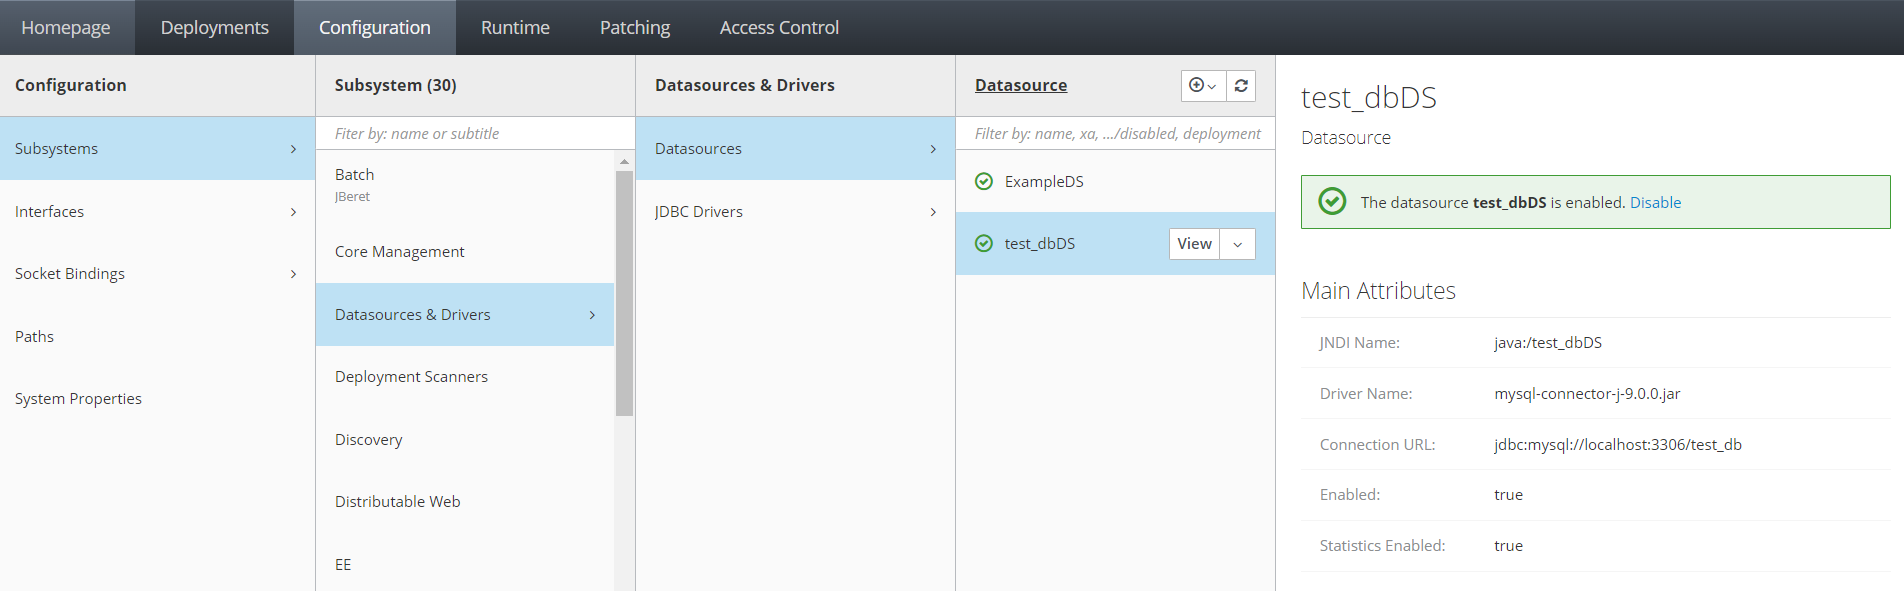 Homepage Deployments Configuration Runtime Patching Access Control
Configuration
Subsystems
Interfaces
Socket Bindings
Paths
System Properties
Subsystem (30)
Fiter by: name or subtitle
Batch
JBeret
Core Management
Datasources & Drivers
Deployment Scanners
Discovery
Distributable Web
EE
Datasources & Drivers
Datasources
JDBC Drivers
Datasource
Filter by: name, xa, .../disabled, deployment
ExampleDS
test_dbDS View
test_dbDS
Datasource
The datasource test_dbDS is enabled. Disable
Main Attributes
JNDI Name: java:/test_dbDS
Driver Name: mysql-connector-j-9.0.0.jar
Connection URL: jdbc:mysql://localhost:3306/test_db
Enabled: true
Statistics Enabled: true